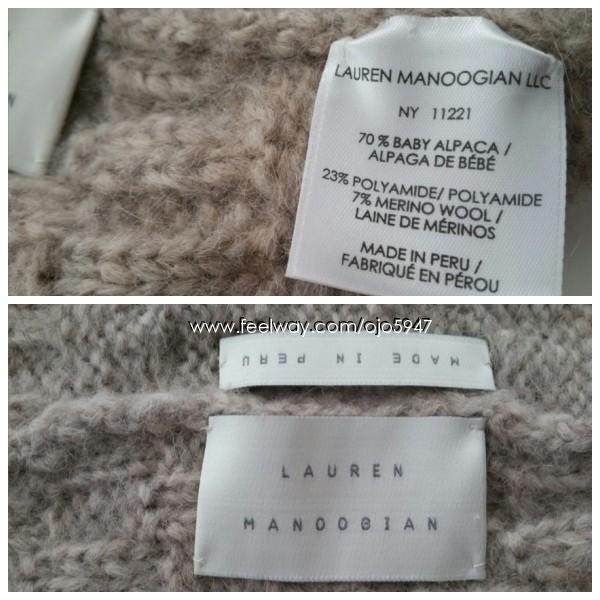 LAUREN MANOOGIAN LLC
NY 11221
70 % BABY ALPACA /
ALPAGA DE BÉBÉ
23% POLYAMIDE/ POLYAMIDE
7% MERINO WOOL /
LAINE DE MÉRINOS
MADE IN PERU /
FABRIQUÉ EN PÉROU
www.feelway.com/ojo5947
MADE IN PERU
LAUREN
MANOOGIAN